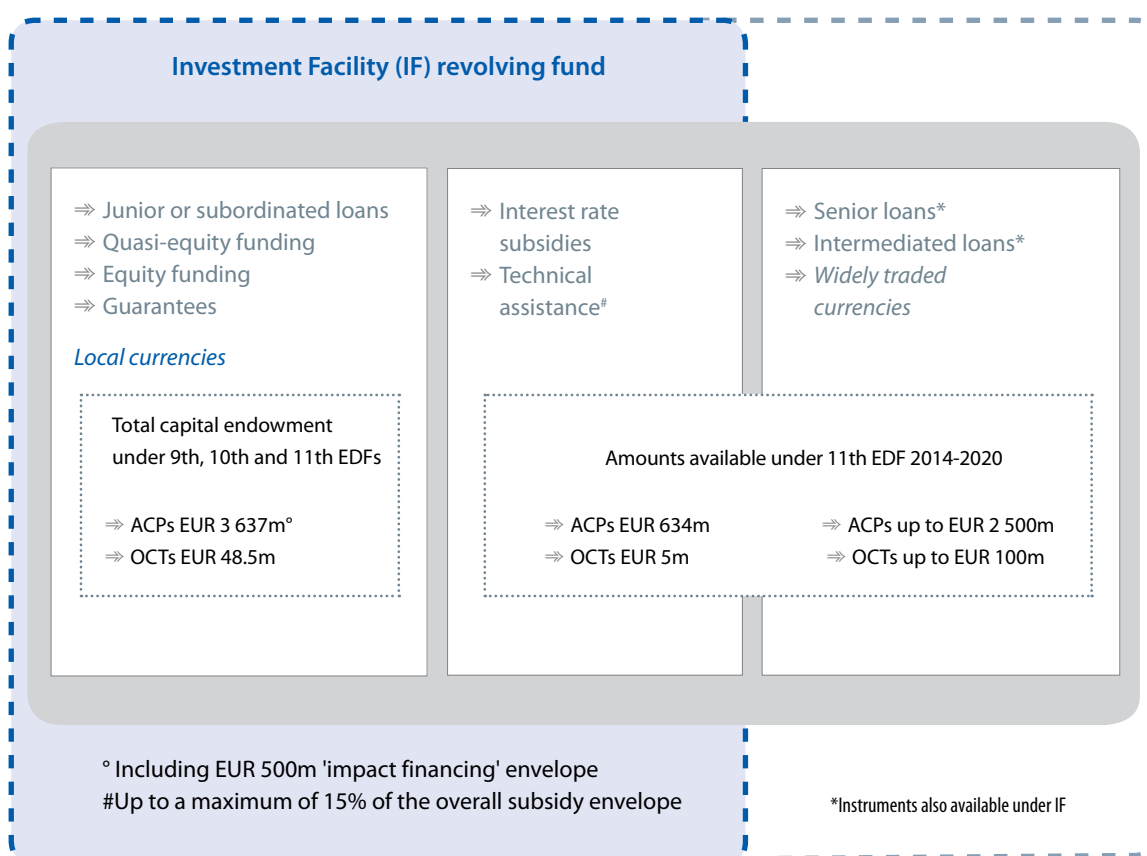 Investment Facility (IF) revolving fund
⇒ Junior or subordinated loans
⇒ Quasi-equity funding
⇒ Equity funding
⇒ Guarantees
Local currencies
Total capital endowment
under 9th, 10th and 11th EDFs
⇒ ACPs EUR 3 637m°
⇒ OCTs EUR 48.5m
⇒ Interest rate
subsidies
⇒ Technical
assistance#
⇒ Senior loans*
⇒ Intermediated loans*
⇒ Widely traded
currencies
Amounts available under 11th EDF 2014-2020
⇒ ACPs EUR 634m
⇒ OCTs EUR 5m
⇒ ACPs up to EUR 2 500m
⇒ OCTs up to EUR 100m
° Including EUR 500m 'impact financing' envelope
#Up to a maximum of 15% of the overall subsidy envelope
*Instruments also available under IF